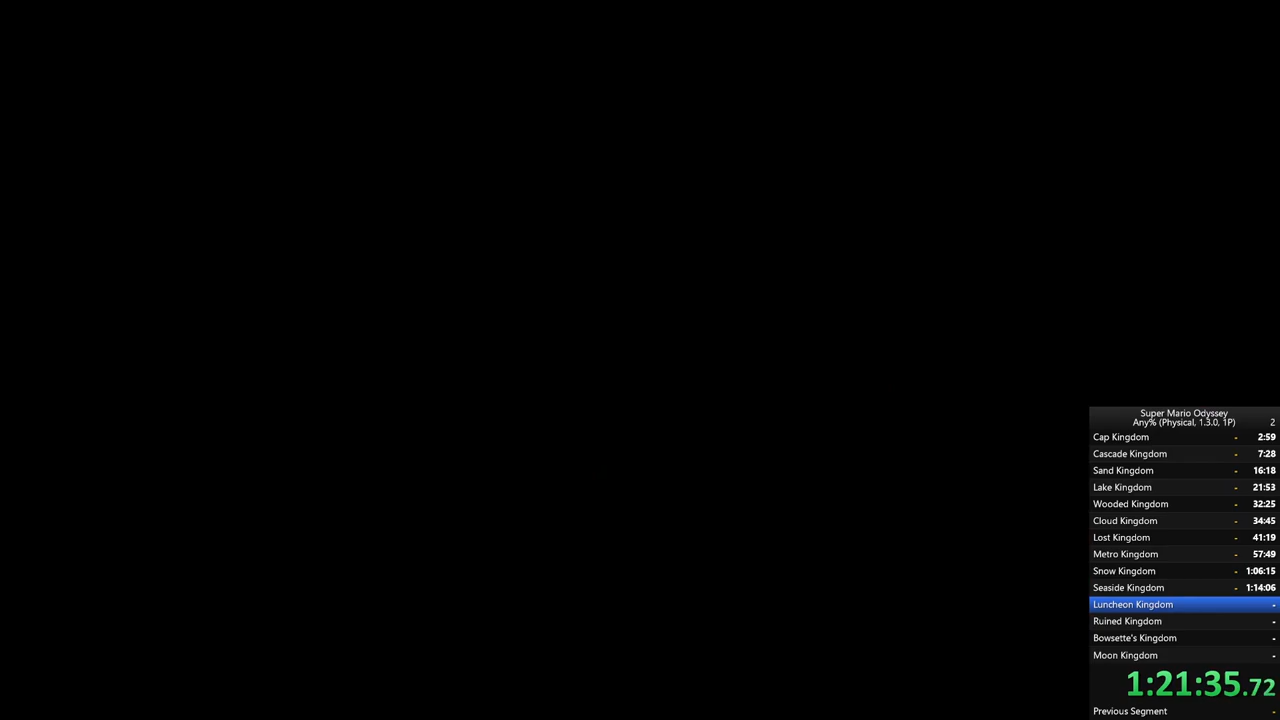 Super Mario Odyssey
Any% (Physical, 1.3.0, 1P) 2
Cap Kingdom - 2:59
Cascade Kingdom - 7:28
Sand Kingdom - 16:18
Lake Kingdom - 21:53
Wooded Kingdom - 32:25
Cloud Kingdom - 34:45
Lost Kingdom - 41:19
Metro Kingdom - 57:49
Snow Kingdom - 1:06:15
Seaside Kingdom - 1:14:06
Luncheon Kingdom -
Ruined Kingdom -
Bowsette's Kingdom -
Moon Kingdom -
1:21:35.72
Previous Segment -